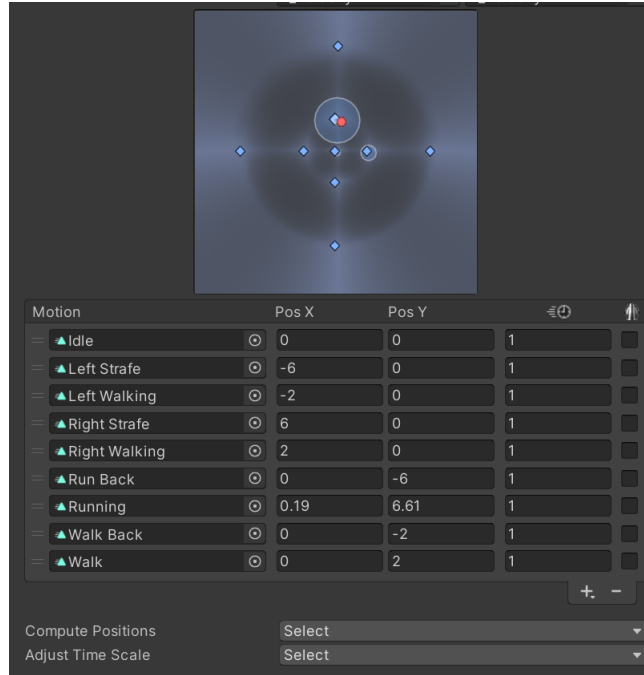 Motion Pos X Pos Y
Idle 0 0 1
Left Strafe -6 0 1
Left Walking -2 0 1
Right Strafe 6 0 1
Right Walking 2 0 1
Run Back 0 -6 1
Running 0.19 6.61 1
Walk Back 0 -2 1
Walk 0 2 1
Compute Positions Select
Adjust Time Scale Select